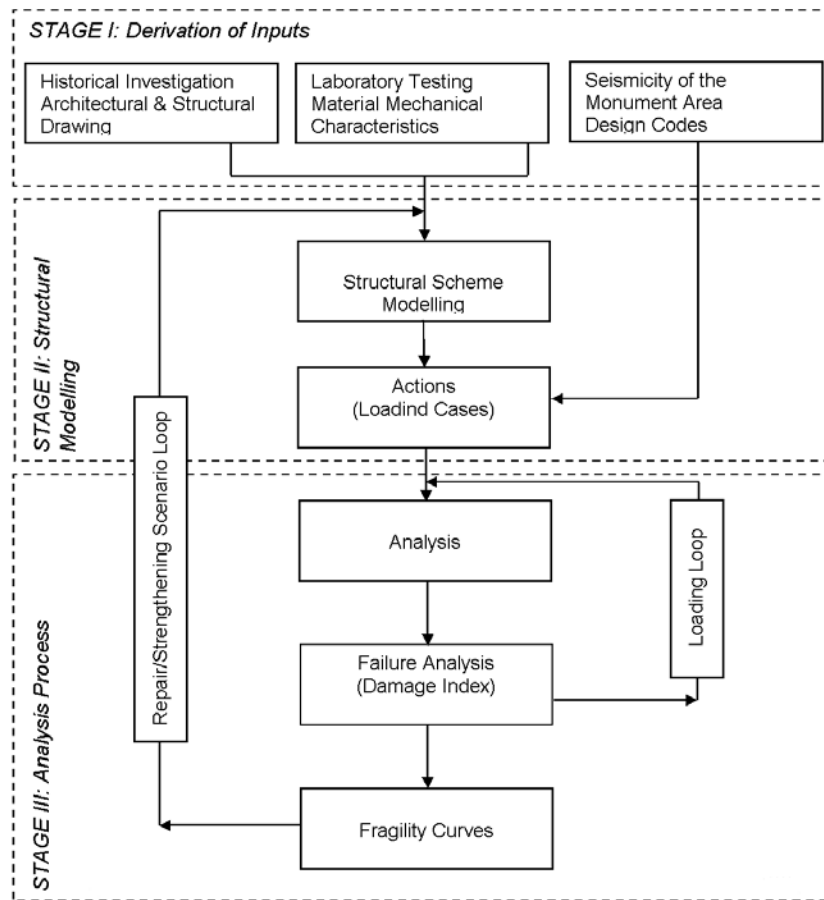 STAGE I: Derivation of Inputs
Historical Investigation
Architectural & Structural
Drawing
Laboratory Testing
Material Mechanical
Characteristics
Seismicity of the
Monument Area
Design Codes
STAGE II: Structural
Modelling
Structural Scheme
Modelling
Actions
(Loadind Cases)
Repair/Strengthening Scenario Loop
STAGE III: Analysis Process
Analysis
Loading Loop
Failure Analysis
(Damage Index)
Fragility Curves